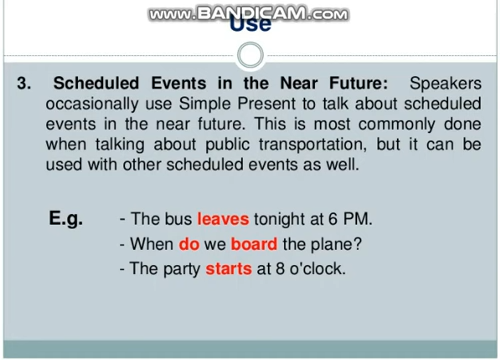 www.BANDICAM.com
Use
3. Scheduled Events in the Near Future: Speakers
occasionally use Simple Present to talk about scheduled
events in the near future. This is most commonly done
when talking about public transportation, but it can be
used with other scheduled events as well.
E.g. - The bus leaves tonight at 6 PM.
- When do we board the plane?
- The party starts at 8 o'clock.